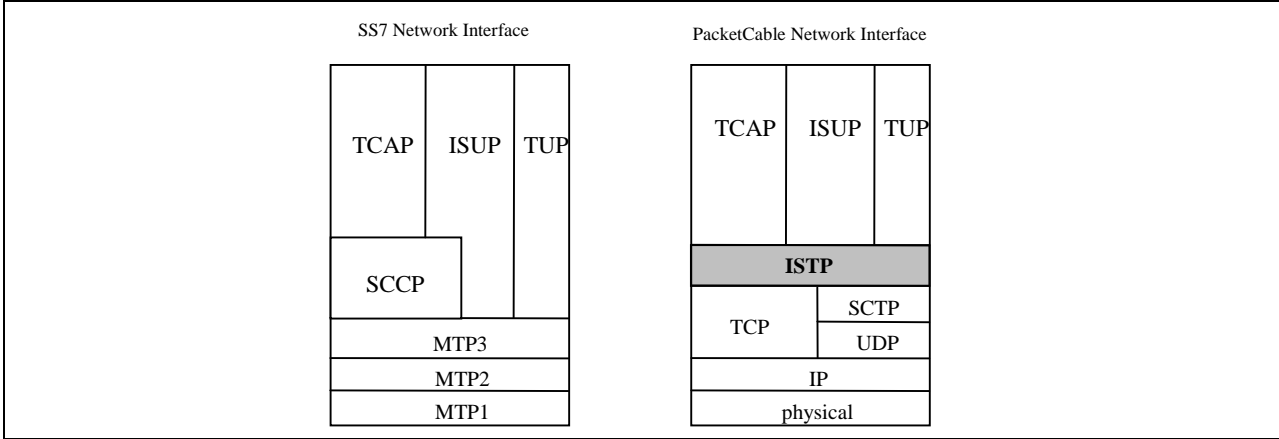 SS7 Network Interface
TCAP ISUP TUP
SCCP
MTP3
MTP2
MTP1
PacketCable Network Interface
TCAP ISUP TUP
ISTP
TCP
SCTP
UDP
IP
physical